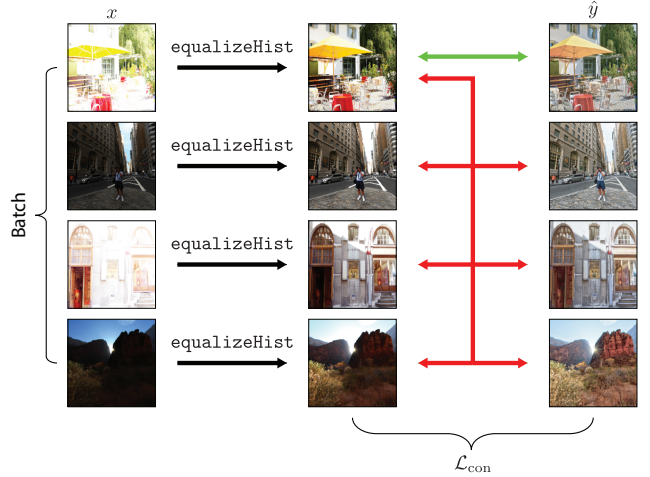 x
ŷ
equalizeHist
equalizeHist
equalizeHist
equalizeHist
Batch
ℒcon